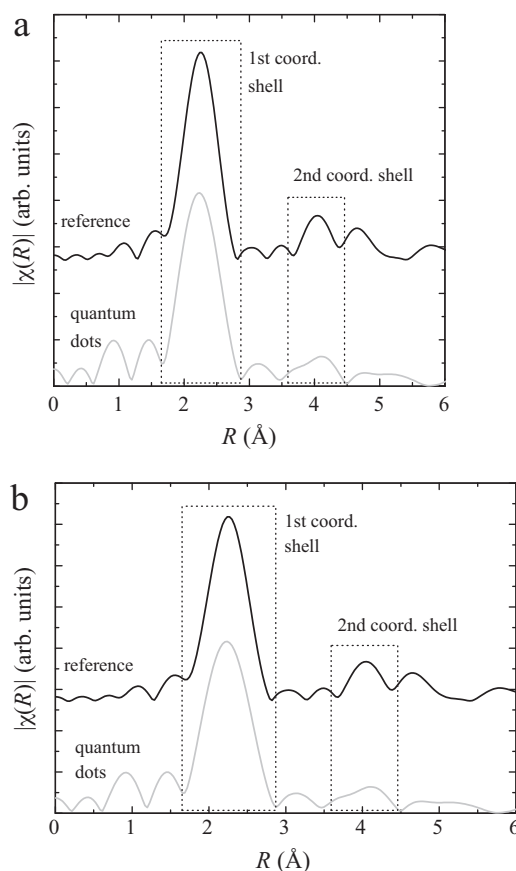 a
1st coord.
shell
2nd coord. shell
reference
quantum
dots
|χ(R)| (arb. units)
0 1 2 3 4 5 6
R (Å)
b
1st coord.
shell
2nd coord. shell
reference
quantum
dots
|χ(R)| (arb. units)
0 1 2 3 4 5 6
R (Å)